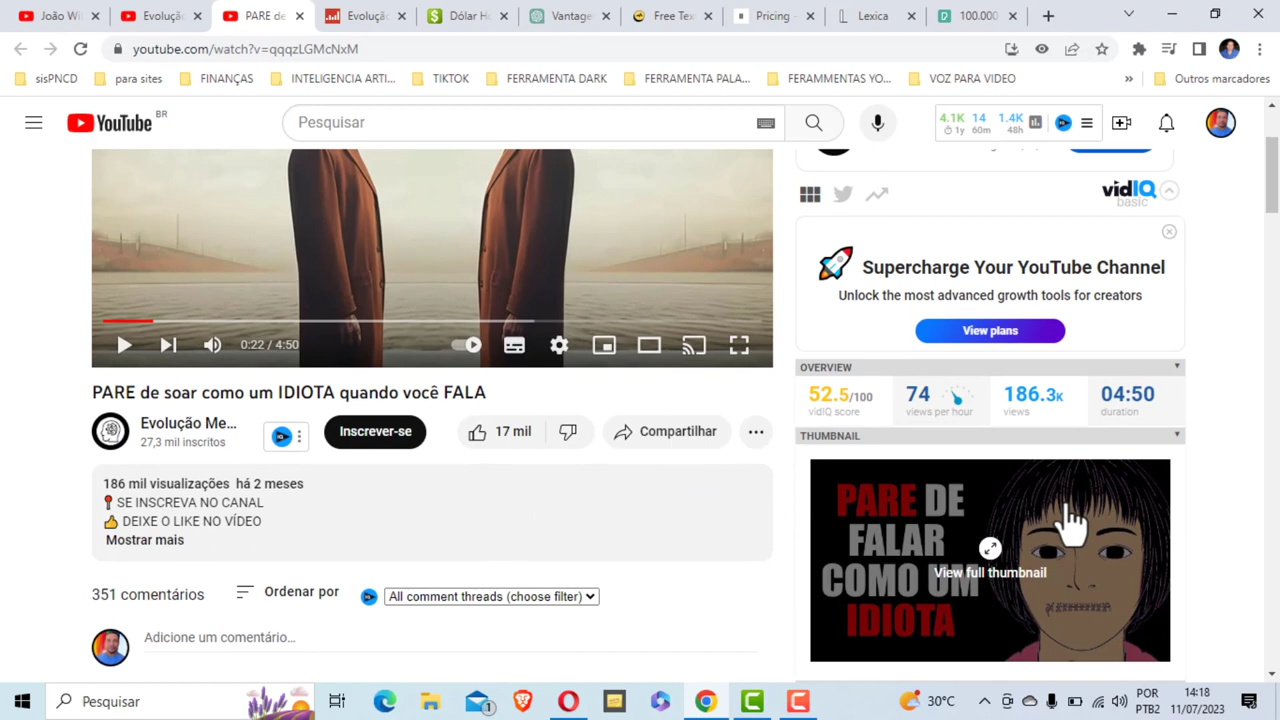 João Wi
Evolução
PARE de
Evolução
Dólar Ho
Vantage
Free Tex
Pricing -
Lexica
100.000
youtube.com/watch?v=qqqzLGMcNxM
sisPNCD
para sites
FINANÇAS
INTELIGENCIA ARTI...
TIKTOK
FERRAMENTA DARK
FERRAMENTA PALA...
FERAMMENTAS YO...
VOZ PARA VIDEO
»
Outros marcadores
YouTube BR
Pesquisar
4.1K 14 1.4K
1y 60m 48h
vidIQ
basic
Supercharge Your YouTube Channel
Unlock the most advanced growth tools for creators
View plans
0:22 / 4:50
OVERVIEW
52.5/100 74 186.3K 04:50
vidIQ score views per hour views duration
THUMBNAIL
PARE DE
FALAR
COMO UM
IDIOTA
View full thumbnail
PARE de soar como um IDIOTA quando você FALA
Evolução Me...
27,3 mil inscritos
Inscrever-se
17 mil
Compartilhar
186 mil visualizações há 2 meses
SE INSCREVA NO CANAL
DEIXE O LIKE NO VÍDEO
Mostrar mais
351 comentários
Ordenar por
All comment threads (choose filter)
Adicione um comentário...
Pesquisar
1
30°C
POR
PTB2
14:18
11/07/2023